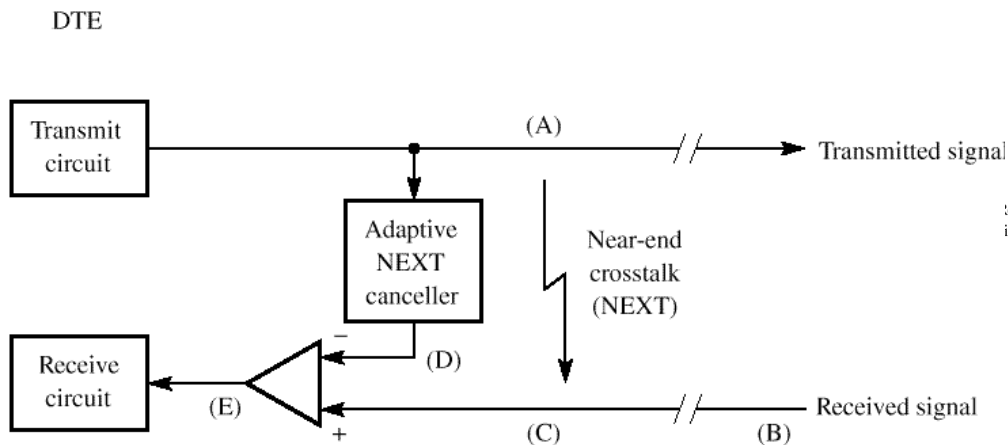 DTE
Transmit
circuit
(A)
Transmitted signal
Adaptive
NEXT
canceller
Near-end
crosstalk
(NEXT)
−
(D)
Receive
circuit
(E)
+
(C)
(B)
Received signal